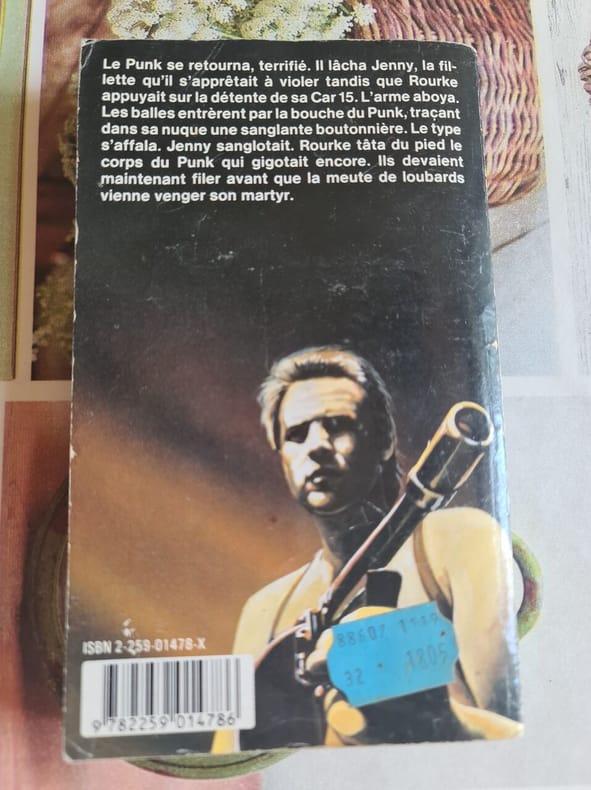 Le Punk se retourna, terrifié. Il lâcha Jenny, la fil-
lette qu'il s'apprêtait à violer tandis que Rourke
appuyait sur la détente de sa Car 15. L'arme aboya.
Les balles entrèrent par la bouche du Punk, traçant
dans sa nuque une sanglante boutonnière. Le type
s'affala. Jenny sanglotait. Rourke tâta du pied le
corps du Punk qui gigotait encore. Ils devaient
maintenant filer avant que la meute de loubards
vienne venger son martyr.
ISBN 2-259-01478-X
9 782259 014786
88607
32 1805